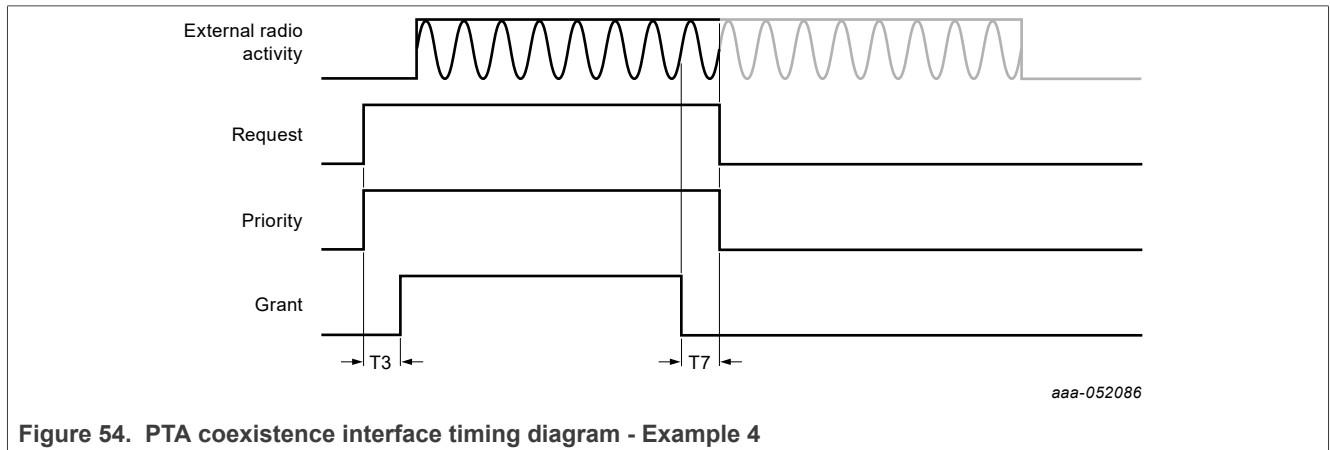 External radio
activity
Request
Priority
Grant
T3
T7
aaa-052086
Figure 54. PTA coexistence interface timing diagram - Example 4